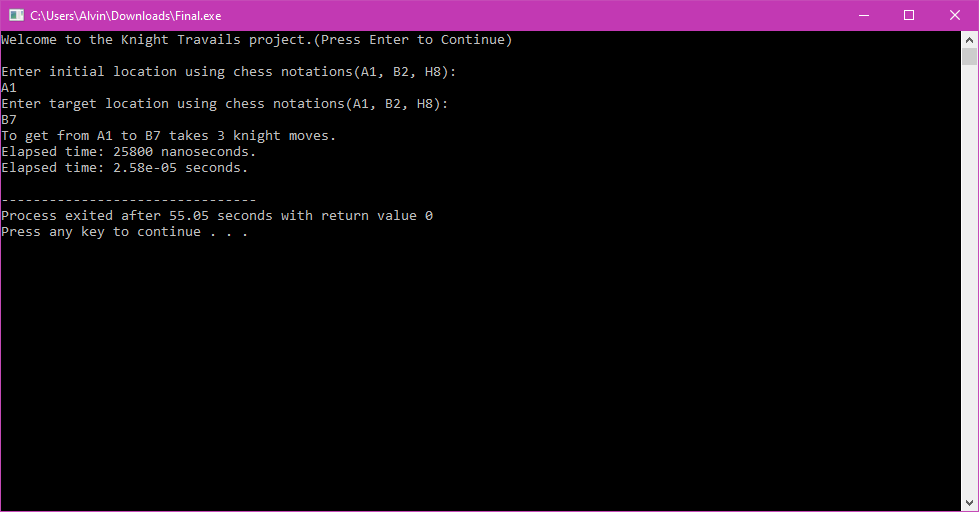 C:\Users\Alvin\Downloads\Final.exe
Welcome to the Knight Travails project.(Press Enter to Continue)
Enter initial location using chess notations(A1, B2, H8):
A1
Enter target location using chess notations(A1, B2, H8):
B7
To get from A1 to B7 takes 3 knight moves.
Elapsed time: 25800 nanoseconds.
Elapsed time: 2.58e-05 seconds.
--------------------------------
Process exited after 55.05 seconds with return value 0
Press any key to continue . . .